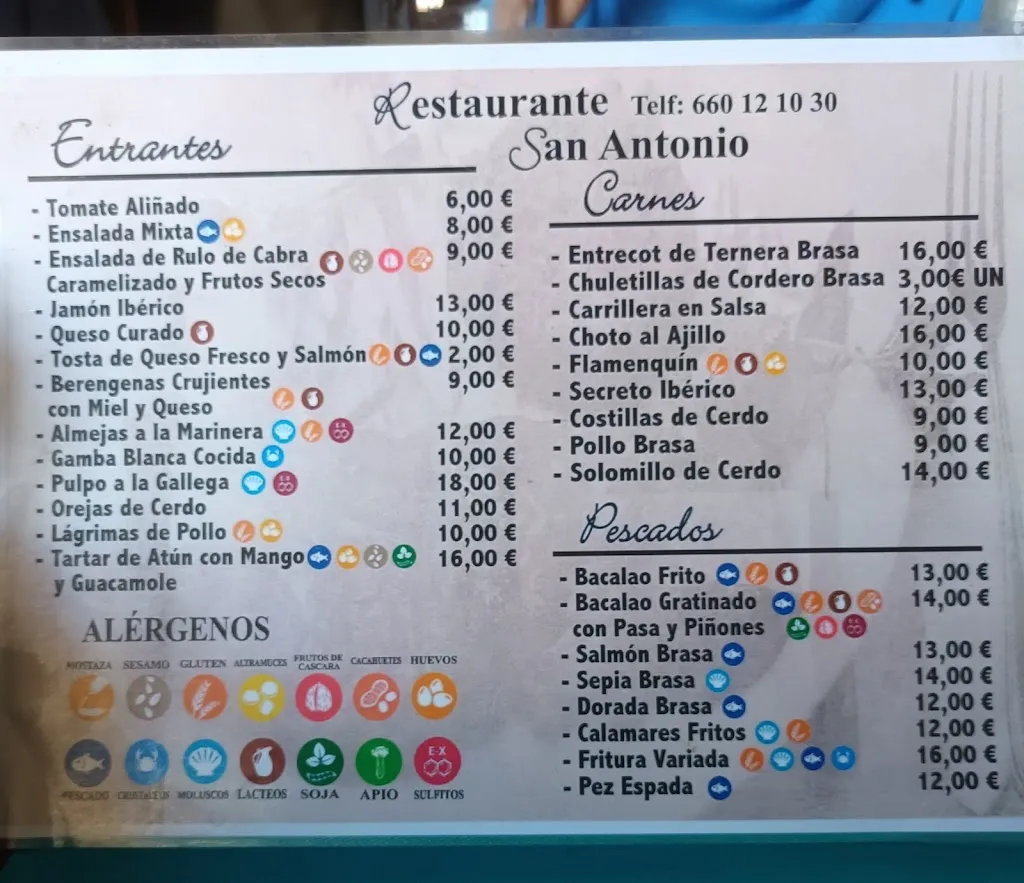 Restaurante Telf: 660 12 10 30
San Antonio
Entrantes
- Tomate Aliñado 6,00 €
- Ensalada Mixta 8,00 €
- Ensalada de Rulo de Cabra 9,00 €
Caramelizado y Frutos Secos
- Jamón Ibérico 13,00 €
- Queso Curado 10,00 €
- Tosta de Queso Fresco y Salmón 2,00 €
- Berengenas Crujientes 9,00 €
con Miel y Queso
- Almejas a la Marinera 12,00 €
- Gamba Blanca Cocida 10,00 €
- Pulpo a la Gallega 18,00 €
- Orejas de Cerdo 11,00 €
- Lágrimas de Pollo 10,00 €
- Tartar de Atún con Mango 16,00 €
y Guacamole
ALÉRGENOS
MOSTAZA SESAMO GLUTEN ALTRAMUCES FRUTOS DE CASCARA CACAHUETES HUEVOS
E-X
PESCADO CRUSTACEOS MOLUSCOS LACTEOS SOJA APIO SULFITOS
Carnes
- Entrecot de Ternera Brasa 16,00 €
- Chuletillas de Cordero Brasa 3,00€ UN
- Carrillera en Salsa 12,00 €
- Choto al Ajillo 16,00 €
- Flamenquín 10,00 €
- Secreto Ibérico 13,00 €
- Costillas de Cerdo 9,00 €
- Pollo Brasa 9,00 €
- Solomillo de Cerdo 14,00 €
Pescados
- Bacalao Frito 13,00 €
- Bacalao Gratinado 14,00 €
con Pasa y Piñones
- Salmón Brasa 13,00 €
- Sepia Brasa 14,00 €
- Dorada Brasa 12,00 €
- Calamares Fritos 12,00 €
- Fritura Variada 16,00 €
- Pez Espada 12,00 €